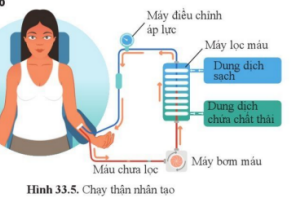 Máy điều chỉnh
áp lực
Máy lọc máu
Dung dịch
sạch
Dung dịch
chứa chất thải
Máu chưa lọc
Máy bơm máu
Hình 33.5. Chạy thận nhân tạo